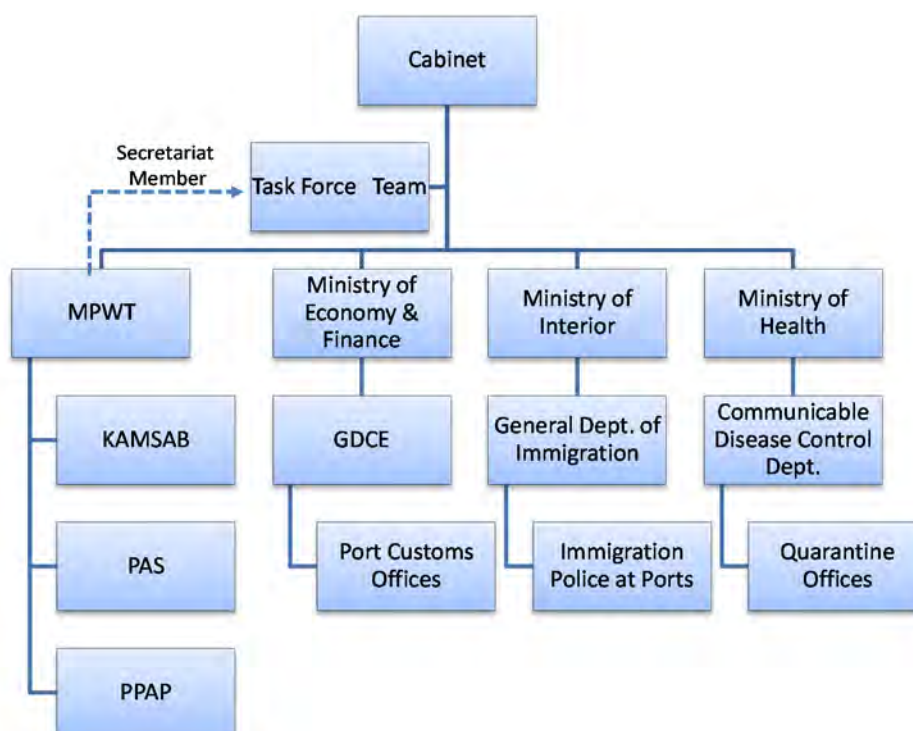 Cabinet
Secretariat
Member
Task Force Team
MPWT
Ministry of
Economy &
Finance
Ministry of
Interior
Ministry of
Health
KAMSAB
GDCE
General Dept. of
Immigration
Communicable
Disease Control
Dept.
PAS
Port Customs
Offices
Immigration
Police at Ports
Quarantine
Offices
PPAP